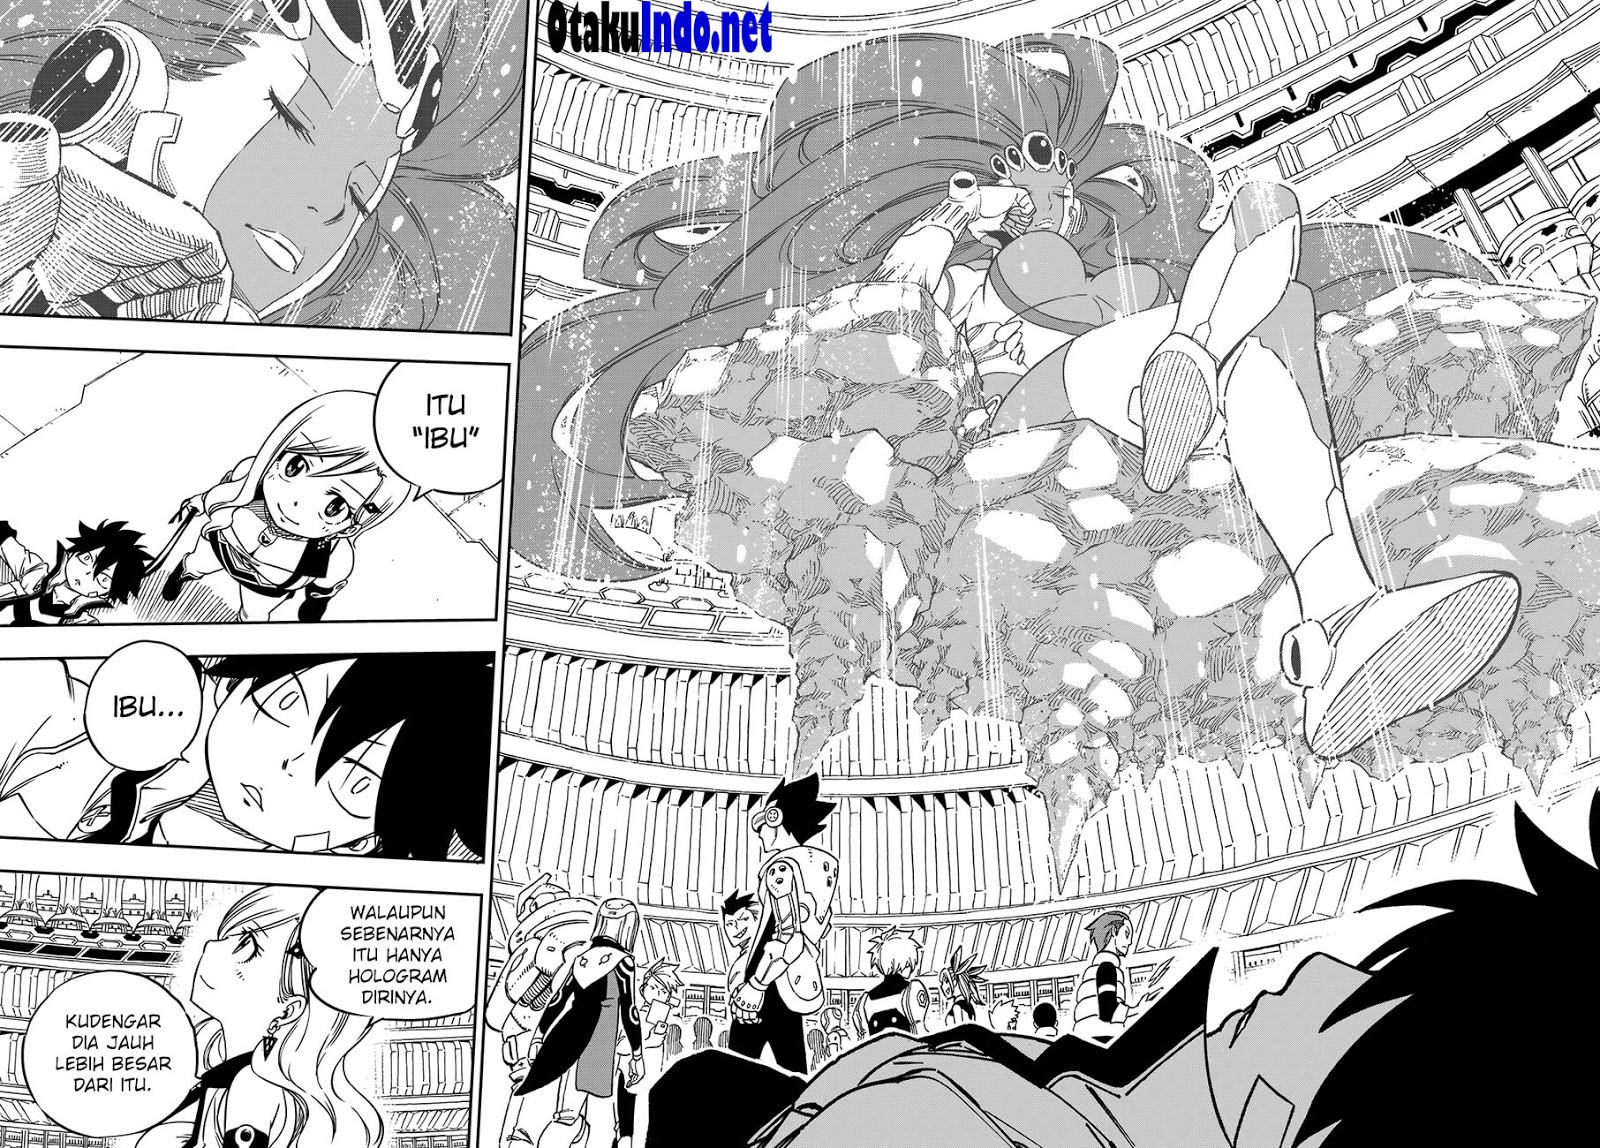 OtakuIndo.net
ITU
"IBU"
IBU...
WALAUPUN
SEBENARNYA
ITU HANYA
HOLOGRAM
DIRINYA.
KUDENGAR
DIA JAUH
LEBIH BESAR
DARI ITU.